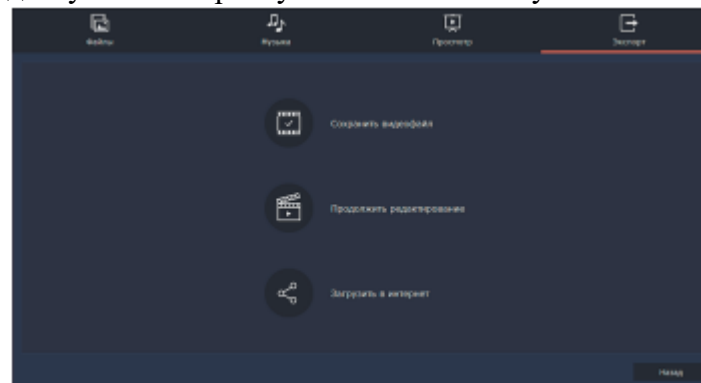 Файлы
Музыка
Просмотр
Экспорт
Сохранить видеофайл
Продолжить редактирование
Загрузить в интернет
Назад